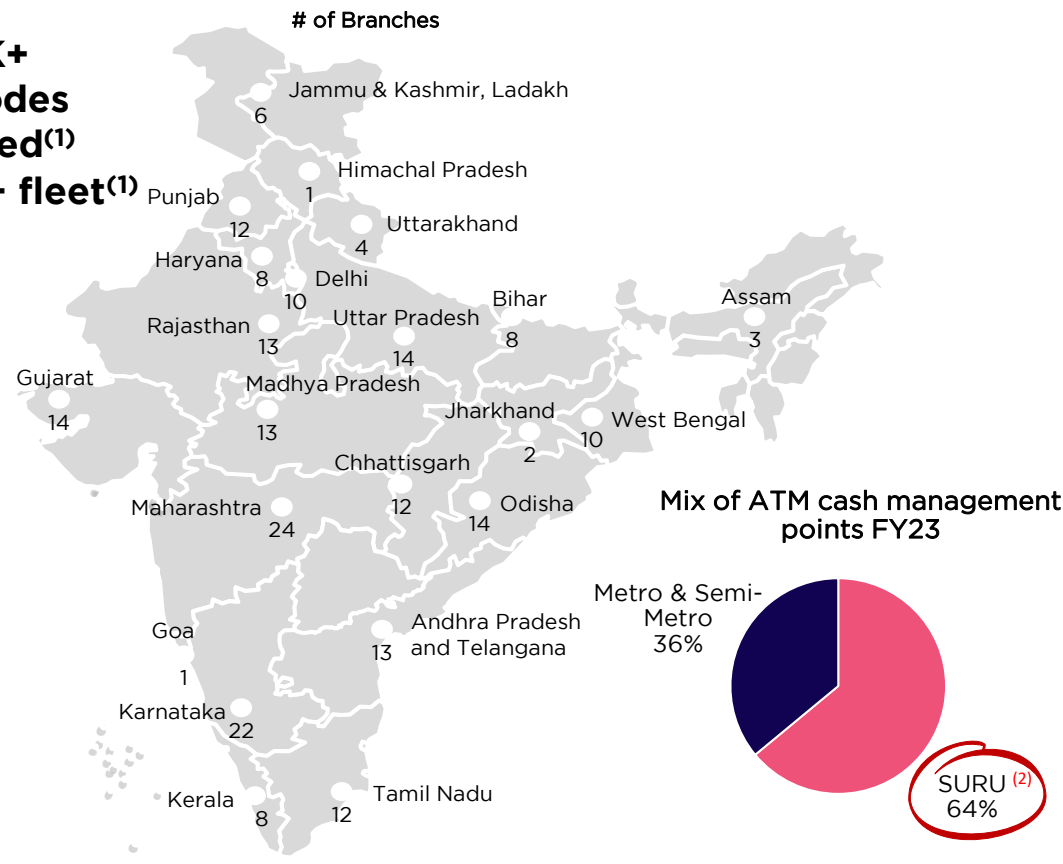 # of Branches
K+
odes
ed(1)
+ fleet(1)
Jammu & Kashmir, Ladakh
6
Himachal Pradesh
1
Punjab
12
Uttarakhand
4
Haryana
8
Delhi
10
Bihar
8
Assam
3
Rajasthan
13
Uttar Pradesh
14
Gujarat
14
Madhya Pradesh
13
Jharkhand
2
West Bengal
10
Chhattisgarh
12
Maharashtra
24
Odisha
14
Mix of ATM cash management
points FY23
Metro & Semi-
Metro
36%
SURU (2)
64%
Goa
1
Andhra Pradesh
and Telangana
13
Karnataka
22
Kerala
8
Tamil Nadu
12